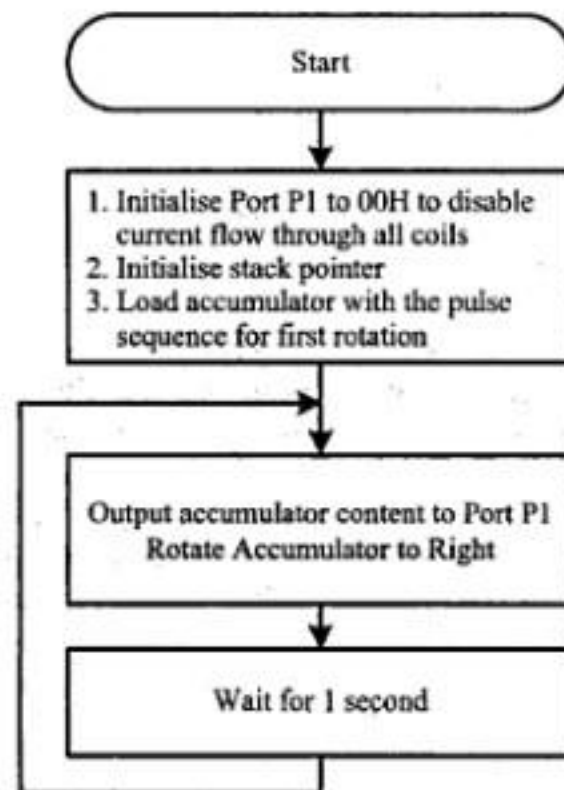 Start
1. Initialise Port P1 to 00H to disable
current flow through all coils
2. Initialise stack pointer
3. Load accumulator with the pulse
sequence for first rotation
Output accumulator content to Port P1
Rotate Accumulator to Right
Wait for 1 second